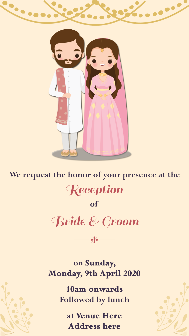 We request the honor of your presence at the
Reception
of
Bride & Groom
on Sunday,
Monday, 9th April 2020
10am onwards
Followed by lunch
at Venue Here
Address here